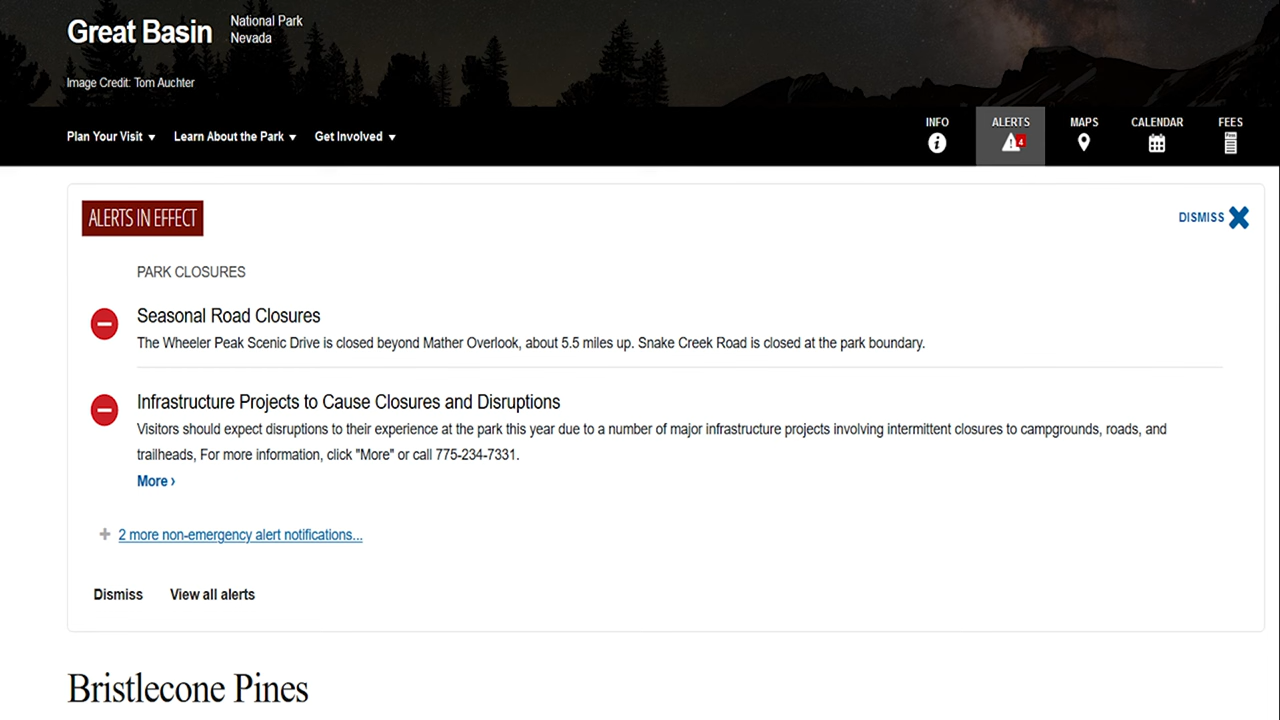 Great Basin
National Park
Nevada
Image Credit: Tom Auchter
Plan Your Visit
Learn About the Park
Get Involved
INFO
ALERTS
4
MAPS
CALENDAR
FEES
ALERTS IN EFFECT
DISMISS
PARK CLOSURES
Seasonal Road Closures
The Wheeler Peak Scenic Drive is closed beyond Mather Overlook, about 5.5 miles up. Snake Creek Road is closed at the park boundary.
Infrastructure Projects to Cause Closures and Disruptions
Visitors should expect disruptions to their experience at the park this year due to a number of major infrastructure projects involving intermittent closures to campgrounds, roads, and
trailheads, For more information, click "More" or call 775-234-7331.
More ›
2 more non-emergency alert notifications...
Dismiss
View all alerts
Bristlecone Pines